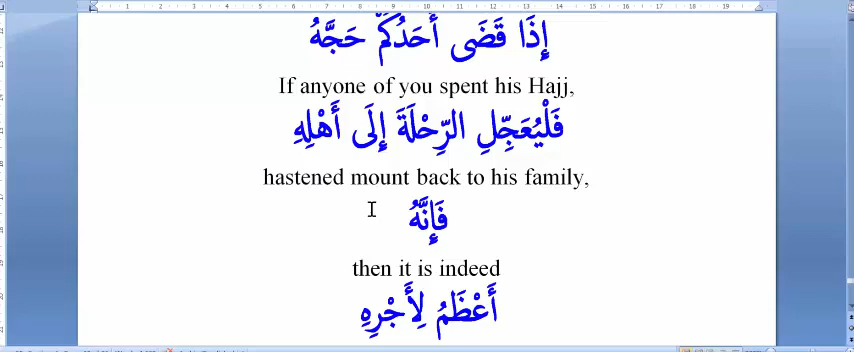 إِذَا قَضَى أَحَدُكُمْ حَجَّهُ
If anyone of you spent his Hajj,
فَلْيُعَجِّلِ الرِّحْلَةَ إِلَى أَهْلِهِ
hastened mount back to his family,
فَإِنَّهُ
then it is indeed
أَعْظَمُ لِأَجْرِهِ